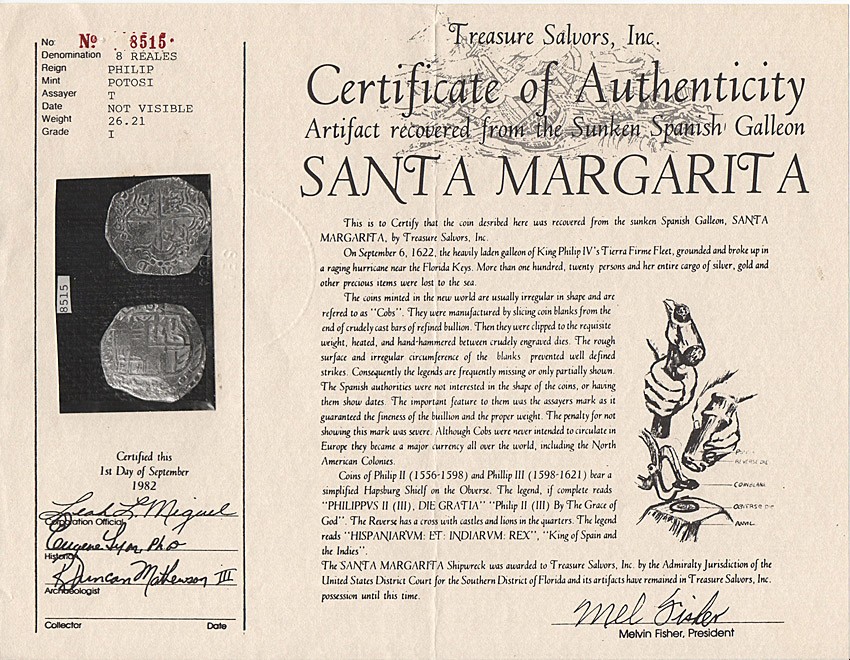 No: Nº 8515.
Denomination 8 REALES
Reign PHILIP
Mint POTOSI
Assayer T
Date NOT VISIBLE
Weight 26.21
Grade I
8515
Certified this
1st Day of September
1982
Leah L Miguel
Corporation Official
Eugene Lyon PhD
Historian
R Duncan Mathewson III
Archeologist
Collector Date
Treasure Salvors, Inc.
Certificate of Authenticity
Artifact recovered from the Sunken Spanish Galleon
SANTA MARGARITA
This is to Certify that the coin desribed here was recovered from the sunken Spanish Galleon, SANTA
MARGARITA, by Treasure Salvors, Inc.
On September 6, 1622, the heavily laden galleon of King Philip IV's Tierra Firme Fleet, grounded and broke up in
a raging hurricane near the Florida Keys. More than one hundred, twenty persons and her entire cargo of silver, gold and
other precious items were lost to the sea.
The coins minted in the new world are usually irregular in shape and are
refered to as "Cobs". They were manufactured by slicing coin blanks from the
end of crudely cast bars of refined bullion. Then they were clipped to the requisite
weight, heated, and hand-hammered between crudely engraved dies. The rough
surface and irregular circumference of the blanks prevented well defined
strikes. Consequently the legends are frequently missing or only partially shown.
The Spanish authorities were not interested in the shape of the coins, or having
them show dates. The important feature to them was the assayers mark as it
guaranteed the fineness of the buillion and the proper weight. The penalty for not
showing this mark was severe. Although Cobs were never intended to circulate in
Europe they became a major currency all over the world, including the North
American Colonies.
Coins of Philip II (1556-1598) and Phillip III (1598-1621) bear a
simplified Hapsburg Shielf on the Obverse. The legend, if complete reads
"PHILIPPVS II (III), DIE GRATIA" "Philip II (III) By The Grace of
God". The Reverse has a cross with castles and lions in the quarters. The legend
reads "HISPANIARVM: ET: INDIARVM: REX", "King of Spain and
the Indies".
REVERSE DIE
COIN BLANK
OBVERSE DIE
ANVIL
The SANTA MARGARITA Shipwreck was awarded to Treasure Salvors, Inc. by the Admiralty Jurisdiction of the
United States District Court for the Southern District of Florida and its artifacts have remained in Treasure Salvors, Inc.
possession until this time.
Mel Fisher
Melvin Fisher, President